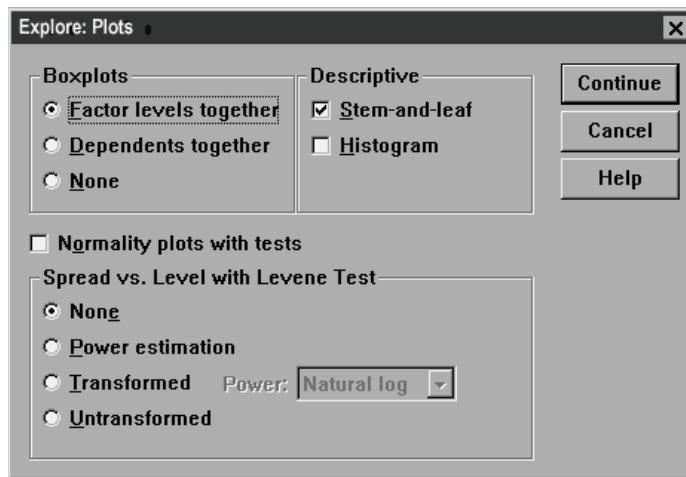 Explore: Plots
Boxplots
Factor levels together
Dependents together
None
Descriptive
Stem-and-leaf
Histogram
Continue
Cancel
Help
Normality plots with tests
Spread vs. Level with Levene Test
None
Power estimation
Transformed Power: Natural log
Untransformed